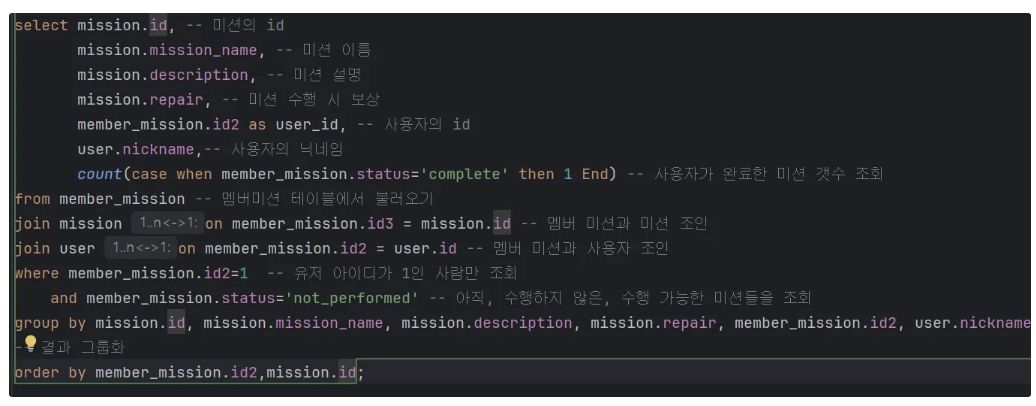 select mission.id, -- 미션의 id
mission.mission_name, -- 미션 이름
mission.description, -- 미션 설명
mission.repair, -- 미션 수행 시 보상
member_mission.id2 as user_id, -- 사용자의 id
user.nickname,-- 사용자의 닉네임
count(case when member_mission.status='complete' then 1 End) -- 사용자가 완료한 미션 갯수 조회
from member_mission -- 멤버미션 테이블에서 불러오기
join mission 1..n<->1: on member_mission.id3 = mission.id -- 멤버 미션과 미션 조인
join user 1..n<->1: on member_mission.id2 = user.id -- 멤버 미션과 사용자 조인
where member_mission.id2=1 -- 유저 아이디가 1인 사람만 조회
and member_mission.status='not_performed' -- 아직, 수행하지 않은, 수행 가능한 미션들을 조회
group by mission.id, mission.mission_name, mission.description, mission.repair, member_mission.id2, user.nickname
- 결과 그룹화
order by member_mission.id2,mission.id;